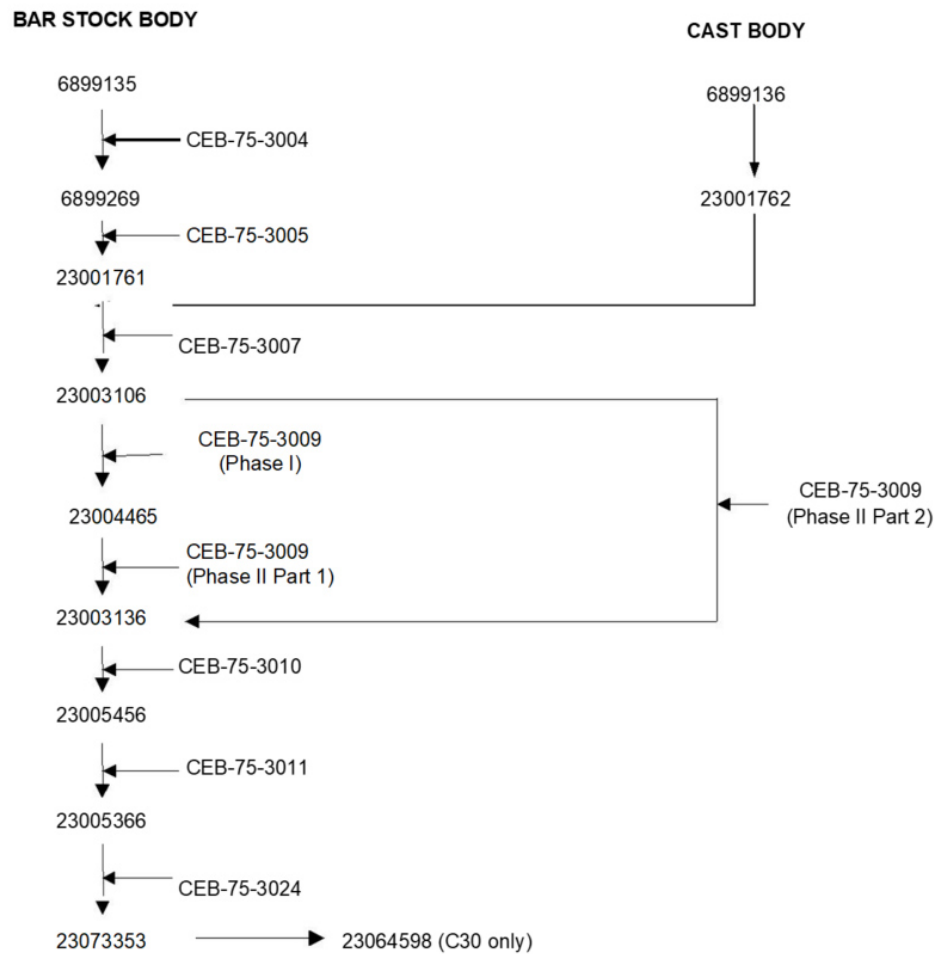 BAR STOCK BODY
CAST BODY
6899135
6899136
CEB-75-3004
6899269
23001762
CEB-75-3005
23001761
CEB-75-3007
23003106
CEB-75-3009
(Phase I)
CEB-75-3009
(Phase II Part 2)
23004465
CEB-75-3009
(Phase II Part 1)
23003136
CEB-75-3010
23005456
CEB-75-3011
23005366
CEB-75-3024
23073353
23064598 (C30 only)